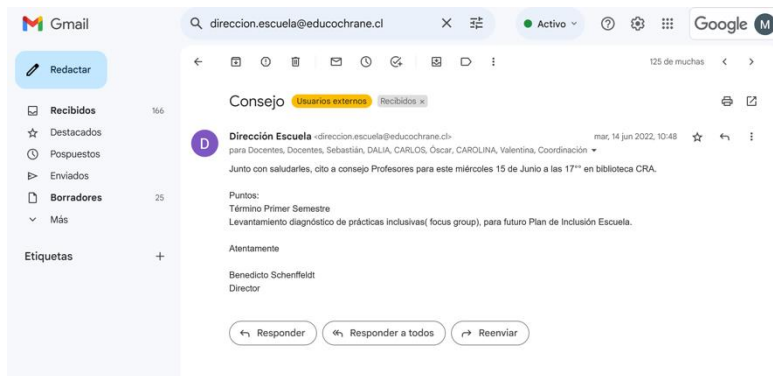 Gmail
direccion.escuela@educochrane.cl
Activo
Google
M
Redactar
125 de muchas
Recibidos 166
Destacados
Pospuestos
Enviados
Borradores 25
Más
Etiquetas
Consejo Usuarios externos Recibidos x
D
Dirección Escuela <direccion.escuela@educochrane.cl> mar, 14 jun 2022, 10:48
para Docentes, Docentes, Sebastián, DALIA, CARLOS, Óscar, CAROLINA, Valentina, Coordinación
Junto con saludarles, cito a consejo Profesores para este miércoles 15 de Junio a las 17°° en biblioteca CRA.
Puntos:
Término Primer Semestre
Levantamiento diagnóstico de prácticas inclusivas( focus group), para futuro Plan de Inclusión Escuela.
Atentamente
Benedicto Schenffeldt
Director
Responder
Responder a todos
Reenviar